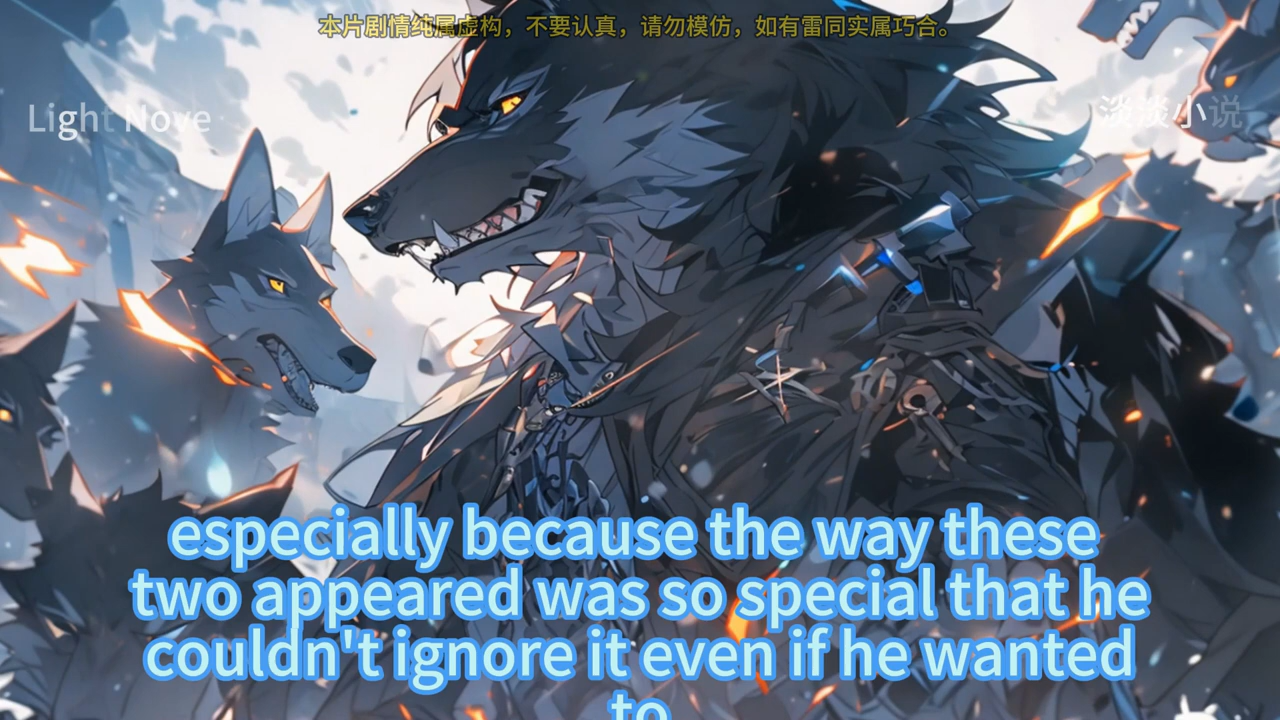 本片剧情纯属虚构，不要认真，请勿模仿，如有雷同实属巧合。
Light Nove
淡淡小说
especially because the way these
two appeared was so special that he
couldn't ignore it even if he wanted
to